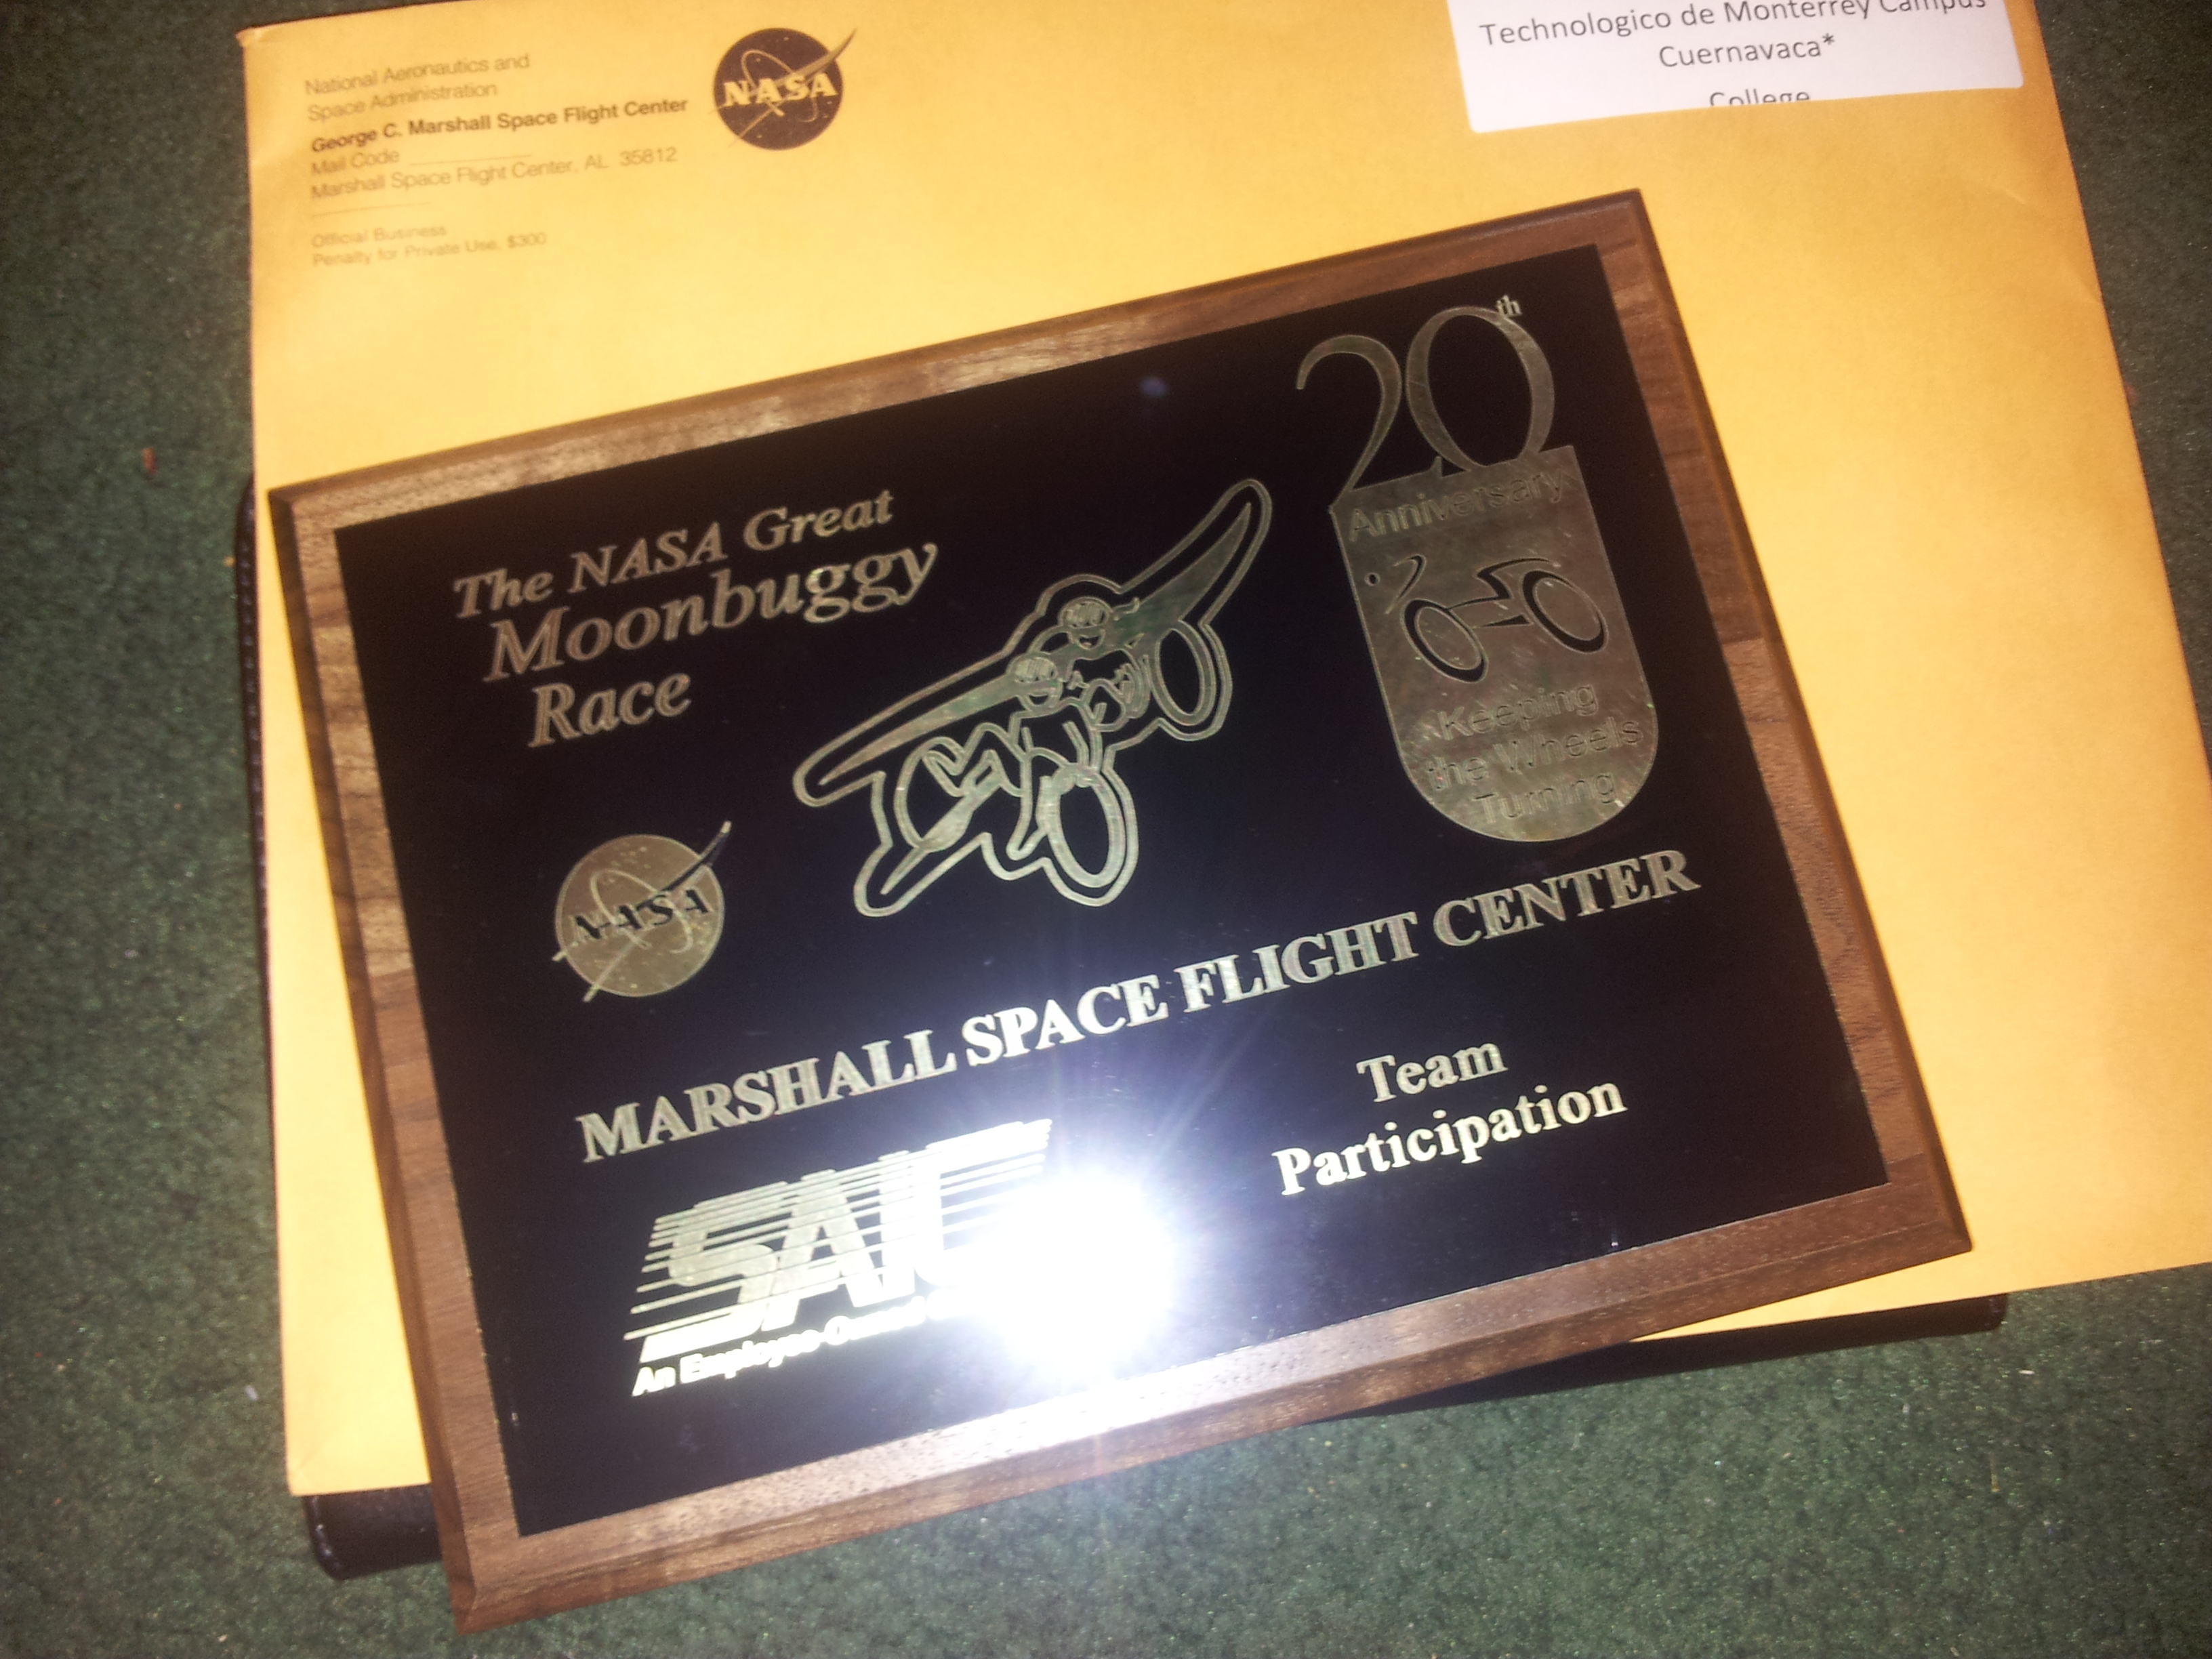 National Aeronautics and
Space Administration
George C. Marshall Space Flight Center
Mail Code
Marshall Space Flight Center, AL 35812
Official Business
Penalty for Private Use, $300
NASA
Technologico de Monterrey Campus
Cuernavaca*
College
The NASA Great
Moonbuggy
Race
20th
Anniversary
Keeping
the Wheels
Turning
NASA
MARSHALL SPACE FLIGHT CENTER
SAIC
An Employee-Owned
Team
Participation